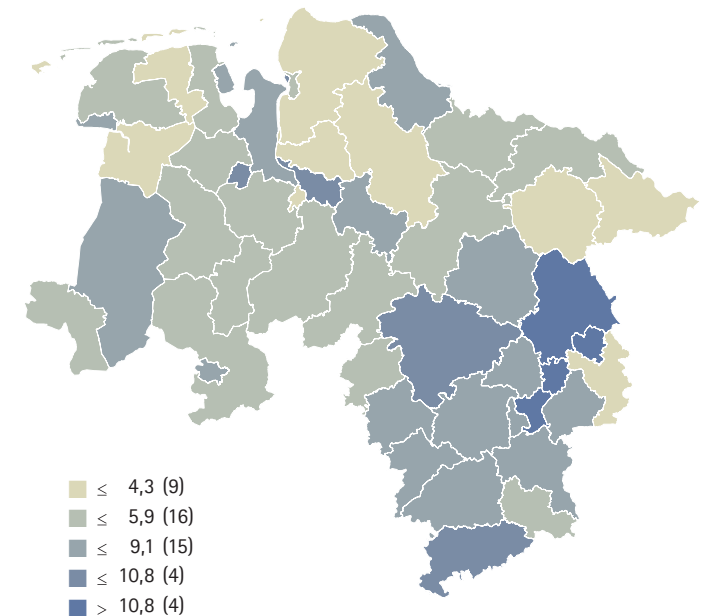 ≤ 4,3 (9)
≤ 5,9 (16)
≤ 9,1 (15)
≤ 10,8 (4)
> 10,8 (4)